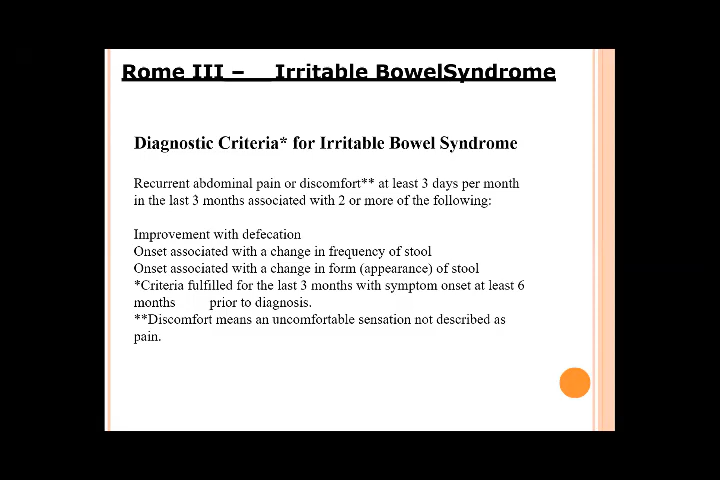 Rome III – __Irritable BowelSyndrome
Diagnostic Criteria* for Irritable Bowel Syndrome
Recurrent abdominal pain or discomfort** at least 3 days per month
in the last 3 months associated with 2 or more of the following:
Improvement with defecation
Onset associated with a change in frequency of stool
Onset associated with a change in form (appearance) of stool
*Criteria fulfilled for the last 3 months with symptom onset at least 6
months prior to diagnosis.
**Discomfort means an uncomfortable sensation not described as
pain.